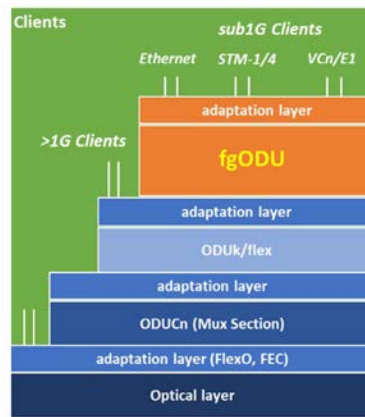 Clients
sub1G Clients
Ethernet STM-1/4 VCn/E1
adaptation layer
>1G Clients
fgODU
adaptation layer
ODUk/flex
adaptation layer
ODUCn (Mux Section)
adaptation layer (FlexO, FEC)
Optical layer